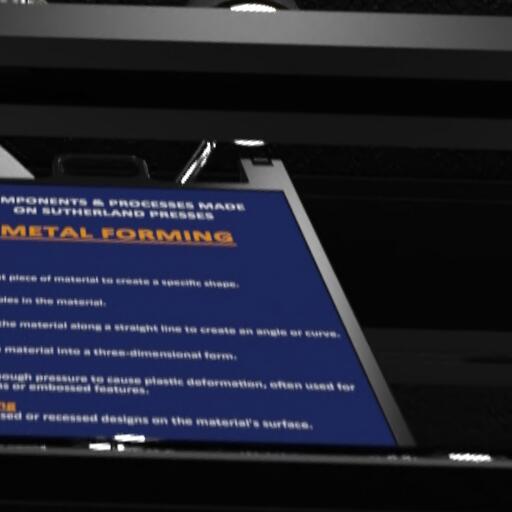 MPONENTS & PROCESSES MADE
ON SUTHERLAND PRESSES
METAL FORMING
t piece of material to create a specific shape.
oles in the material.
the material along a straight line to create an angle or curve.
material into a three-dimensional form.
ough pressure to cause plastic deformation, often used for
s or embossed features.
ng
sed or recessed designs on the material's surface.